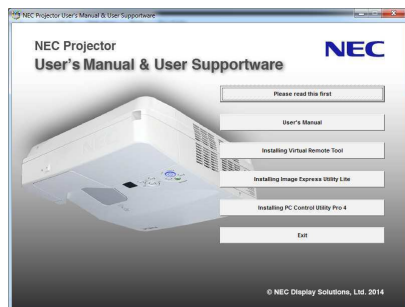 NEC Projector User's Manual & User Supportware
NEC Projector
NEC
User's Manual & User Supportware
Please read this first
User's Manual
Installing Virtual Remote Tool
Installing Image Express Utility Lite
Installing PC Control Utility Pro 4
Exit
© NEC Display Solutions, Ltd. 2014